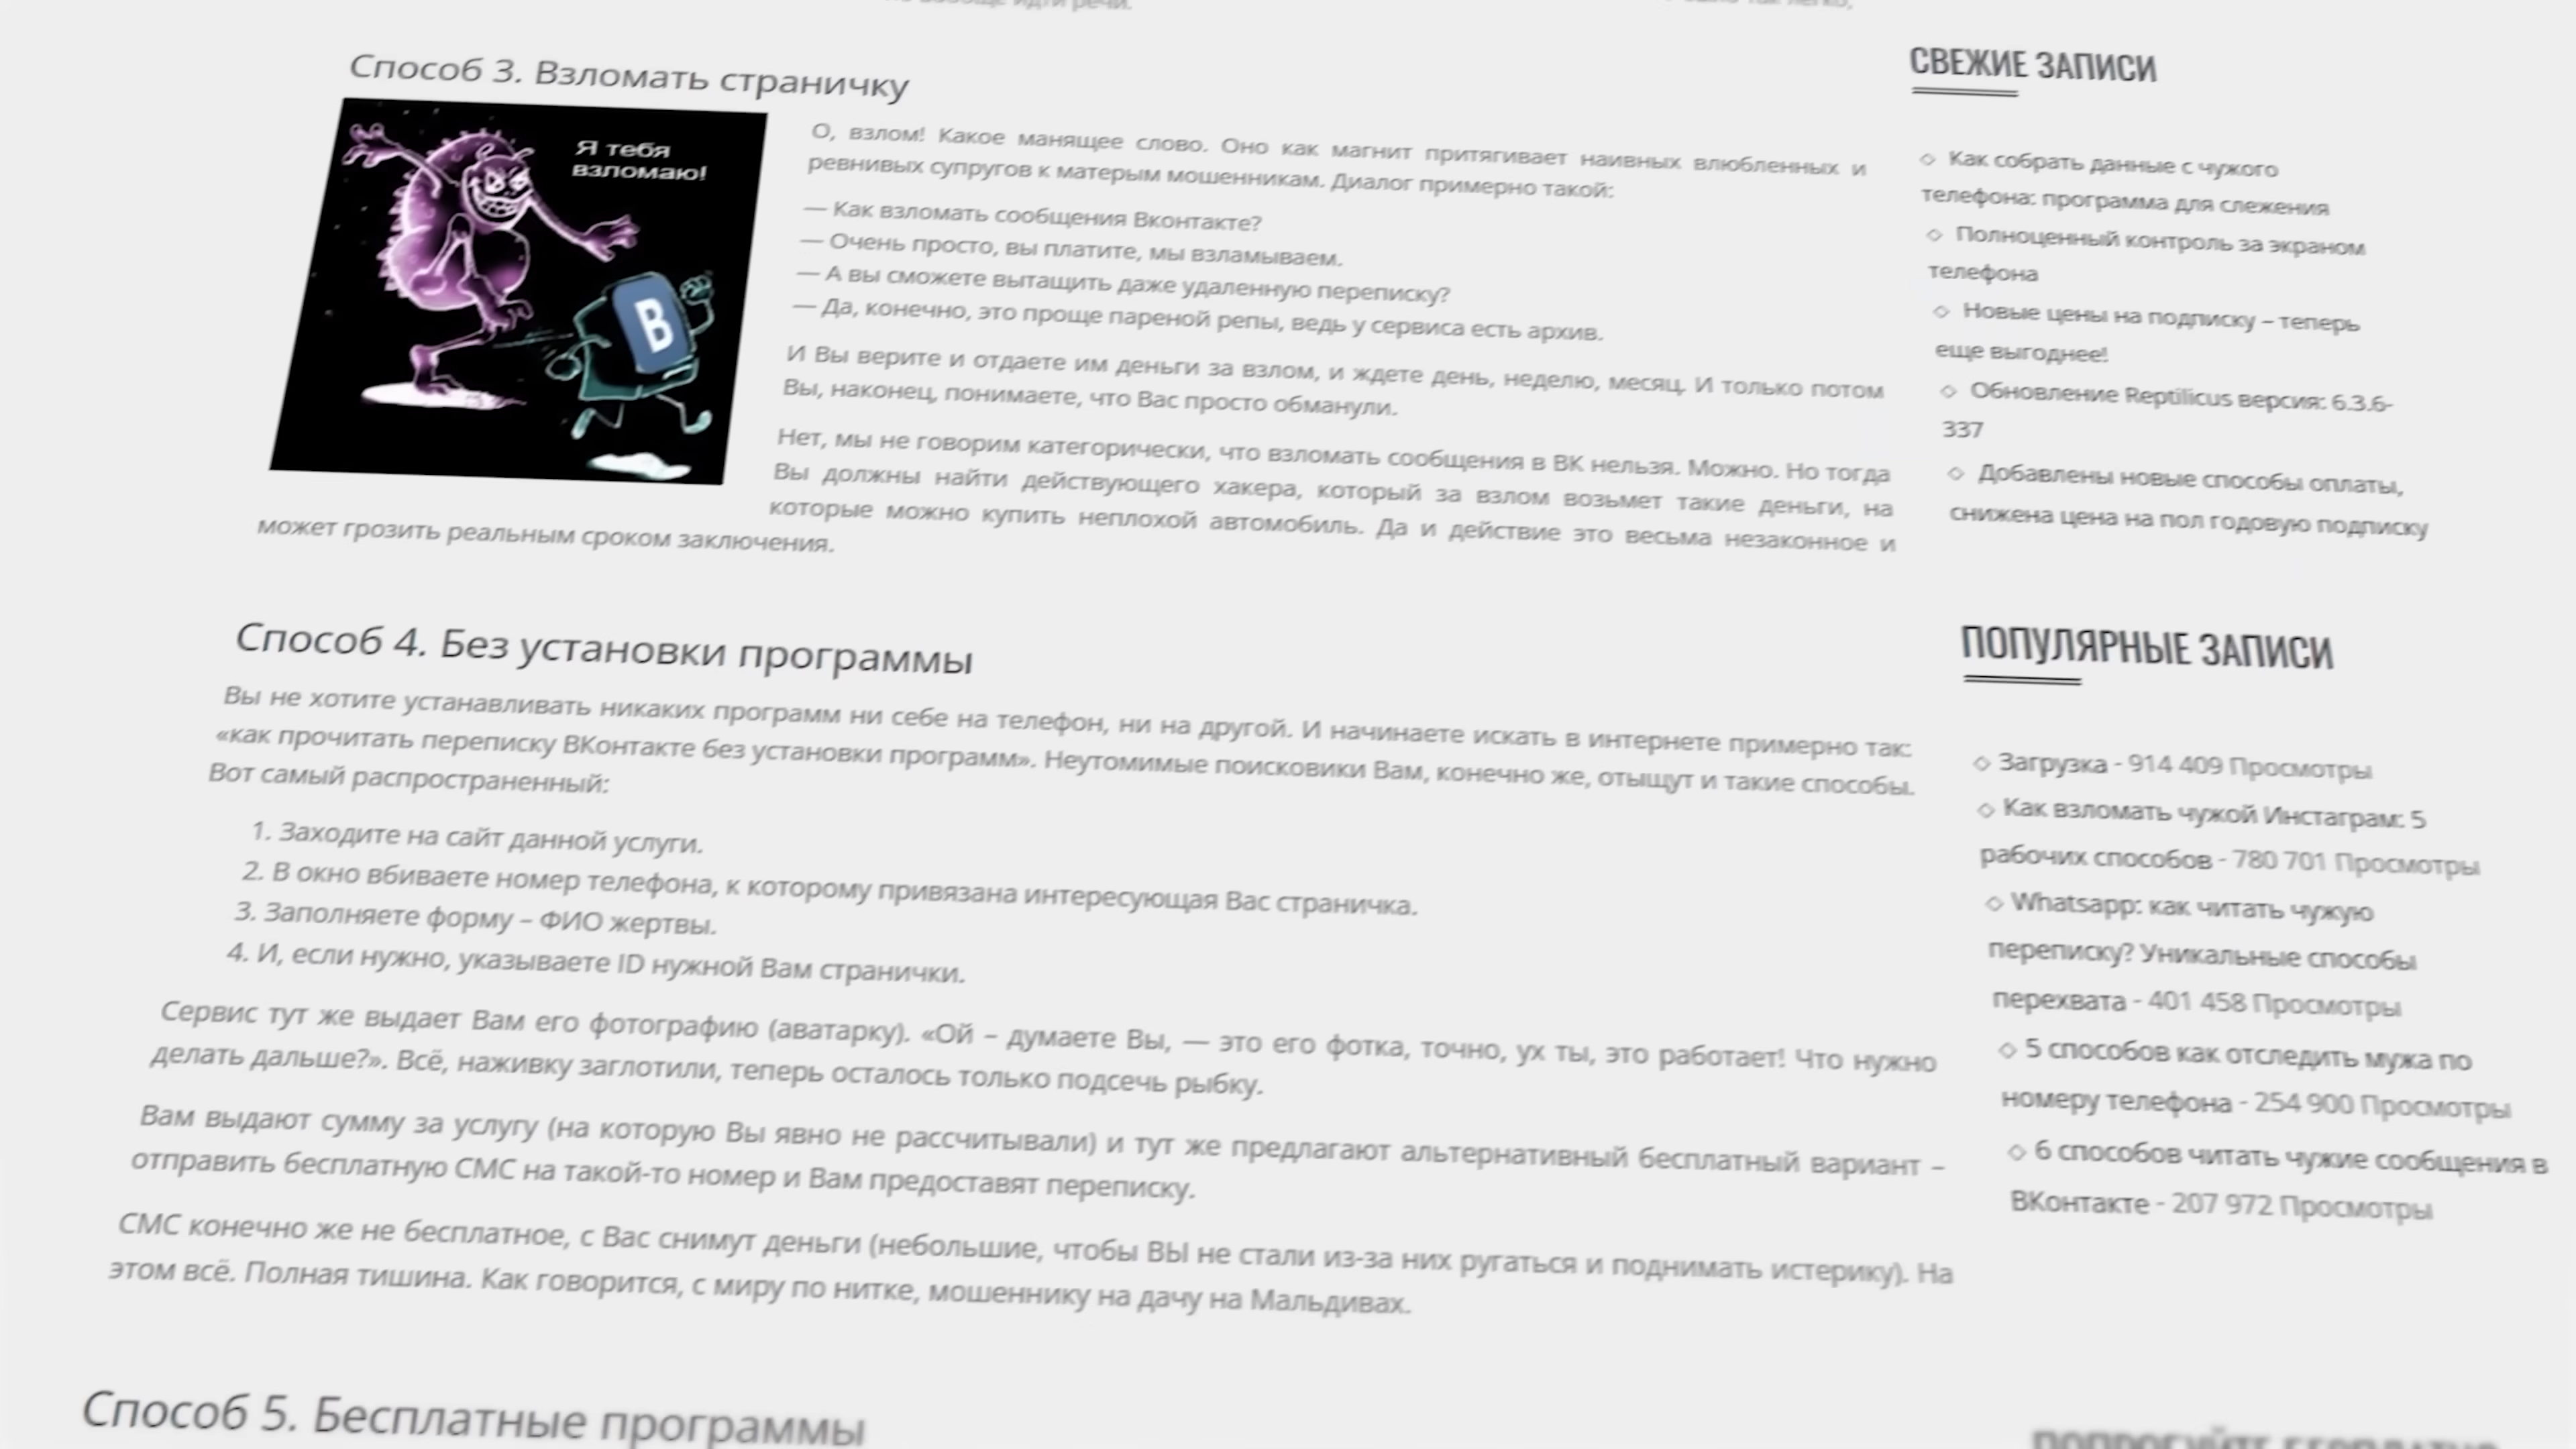 идти речи.
Способ 3. Взломать страничку
Я тебя
взломаю!
В
О, взлом! Какое манящее слово. Оно как магнит притягивает наивных влюбленных и
ревнивых супругов к матерым мошенникам. Диалог примерно такой:
— Как взломать сообщения Вконтакте?
— Очень просто, вы платите, мы взламываем.
— А вы сможете вытащить даже удаленную переписку?
— Да, конечно, это проще пареной репы, ведь у сервиса есть архив.
И Вы верите и отдаете им деньги за взлом, и ждете день, неделю, месяц. И только потом
Вы, наконец, понимаете, что Вас просто обманули.
Нет, мы не говорим категорически, что взломать сообщения в ВК нельзя. Можно. Но тогда
Вы должны найти действующего хакера, который за взлом возьмет такие деньги, на
которые можно купить неплохой автомобиль. Да и действие это весьма незаконное и
может грозить реальным сроком заключения.
Способ 4. Без установки программы
Вы не хотите устанавливать никаких программ ни себе на телефон, ни на другой. И начинаете искать в интернете примерно так:
«как прочитать переписку ВКонтакте без установки программ». Неутомимые поисковики Вам, конечно же, отыщут и такие способы.
Вот самый распространенный:
1. Заходите на сайт данной услуги.
2. В окно вбиваете номер телефона, к которому привязана интересующая Вас страничка.
3. Заполняете форму – ФИО жертвы.
4. И, если нужно, указываете ID нужной Вам странички.
Сервис тут же выдает Вам его фотографию (аватарку). «Ой – думаете Вы, — это его фотка, точно, ух ты, это работает! Что нужно
делать дальше?». Всё, наживку заглотили, теперь осталось только подсечь рыбку.
Вам выдают сумму за услугу (на которую Вы явно не рассчитывали) и тут же предлагают альтернативный бесплатный вариант –
отправить бесплатную СМС на такой-то номер и Вам предоставят переписку.
СМС конечно же не бесплатное, с Вас снимут деньги (небольшие, чтобы ВЫ не стали из-за них ругаться и поднимать истерику). На
этом всё. Полная тишина. Как говорится, с миру по нитке, мошеннику на дачу на Мальдивах.
Способ 5. Бесплатные программы
СВЕЖИЕ ЗАПИСИ
◇ Как собрать данные с чужого
телефона: программа для слежения
◇ Полноценный контроль за экраном
телефона
◇ Новые цены на подписку – теперь
еще выгоднее!
◇ Обновление Reptilicus версия: 6.3.6-
337
◇ Добавлены новые способы оплаты,
снижена цена на пол годовую подписку
ПОПУЛЯРНЫЕ ЗАПИСИ
◇ Загрузка - 914 409 Просмотры
◇ Как взломать чужой Инстаграм: 5
рабочих способов - 780 701 Просмотры
◇ Whatsapp: как читать чужую
переписку? Уникальные способы
перехвата - 401 458 Просмотры
◇ 5 способов как отследить мужа по
номеру телефона - 254 900 Просмотры
◇ 6 способов читать чужие сообщения в
ВКонтакте - 207 972 Просмотры